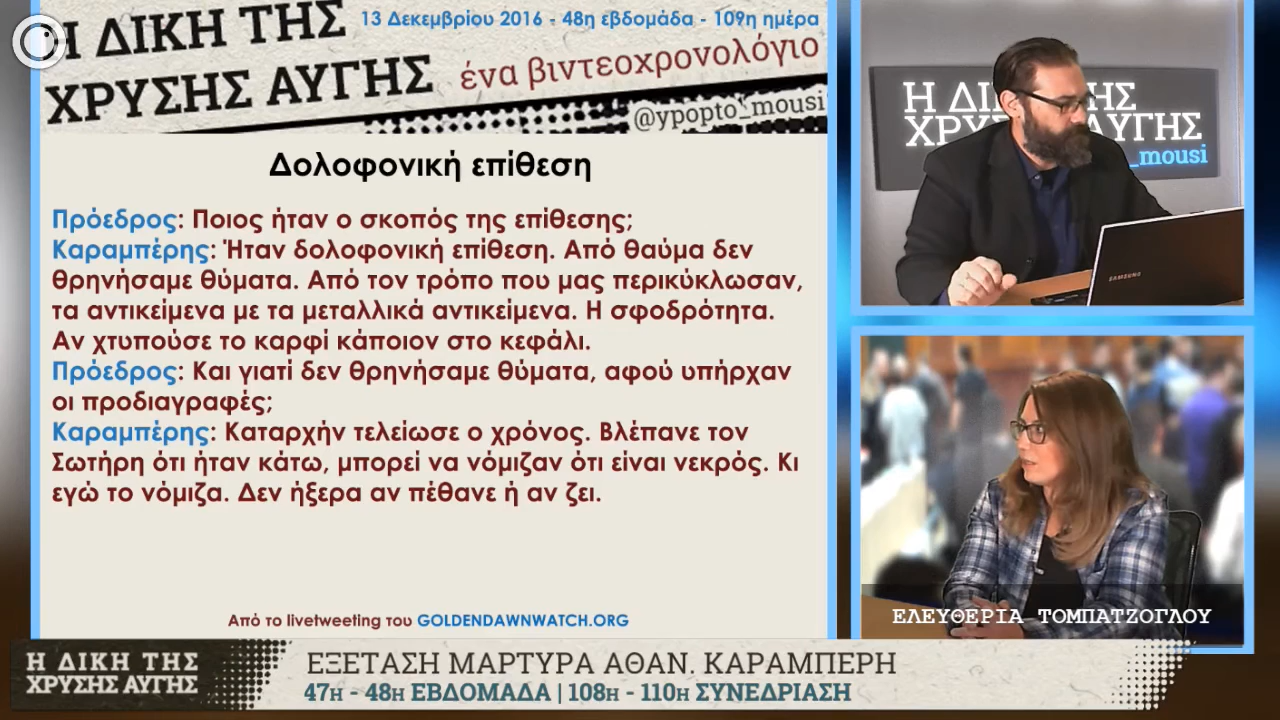 Η ΔΙΚΗ ΤΗΣ
ΧΡΥΣΗΣ ΑΥΓΗΣ
13 Δεκεμβρίου 2016 - 48η εβδομάδα - 109η ημέρα
ένα βιντεοχρονολόγιο
@ypopto_mousi
Δολοφονική επίθεση
Πρόεδρος: Ποιος ήταν ο σκοπός της επίθεσης;
Καραμπέρης: Ήταν δολοφονική επίθεση. Από θαύμα δεν
θρηνήσαμε θύματα. Από τον τρόπο που μας περικύκλωσαν,
τα αντικείμενα με τα μεταλλικά αντικείμενα. Η σφοδρότητα.
Αν χτυπούσε το καρφί κάποιον στο κεφάλι.
Πρόεδρος: Και γιατί δεν θρηνήσαμε θύματα, αφού υπήρχαν
οι προδιαγραφές;
Καραμπέρης: Καταρχήν τελείωσε ο χρόνος. Βλέπανε τον
Σωτήρη ότι ήταν κάτω, μπορεί να νόμιζαν ότι είναι νεκρός. Κι
εγώ το νόμιζα. Δεν ήξερα αν πέθανε ή αν ζει.
Από το livetweeting του GOLDENDAWNWATCH.ORG
Η ΔΙΚ ΗΣ
ΧΡΥΣ ΑΥΓΗΣ
_mousi
SAMSUNG
ΕΛΕΥΘΕΡΙΑ ΤΟΜΠΑΤΖΟΓΛΟΥ
Η ΔΙΚΗ ΤΗΣ
ΧΡΥΣΗΣ ΑΥΓΗΣ
ΕΞΕΤΑΣΗ ΜΑΡΤΥΡΑ ΑΘΑΝ. ΚΑΡΑΜΠΕΡΗ
47η - 48η ΕΒΔΟΜΑΔΑ | 108η - 110η ΣΥΝΕΔΡΙΑΣΗ